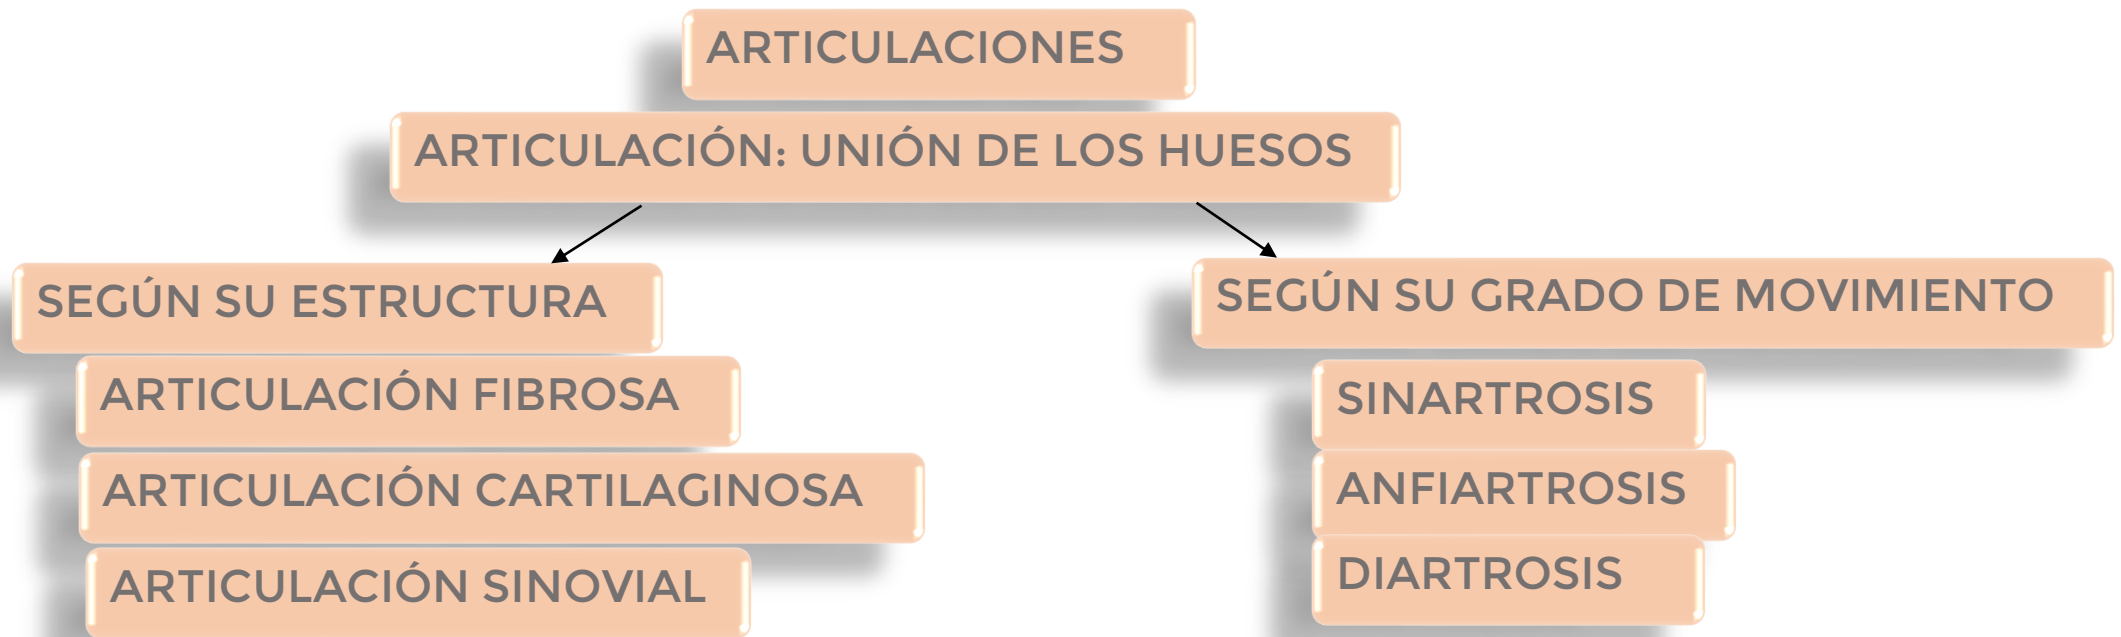 ARTICULACIONES
ARTICULACIÓN: UNIÓN DE LOS HUESOS
SEGÚN SU ESTRUCTURA
ARTICULACIÓN FIBROSA
ARTICULACIÓN CARTILAGINOSA
ARTICULACIÓN SINOVIAL
SEGÚN SU GRADO DE MOVIMIENTO
SINARTROSIS
ANFIARTROSIS
DIARTROSIS